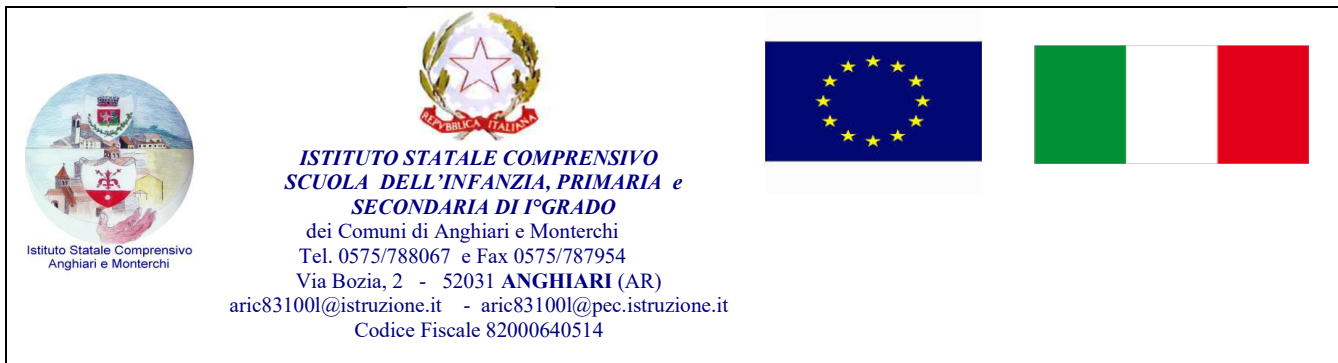 REPVBBLICA ITALIANA
ISTITUTO STATALE COMPRENSIVO
SCUOLA DELL’INFANZIA, PRIMARIA e
SECONDARIA DI I°GRADO
dei Comuni di Anghiari e Monterchi
Tel. 0575/788067 e Fax 0575/787954
Via Bozia, 2 - 52031 ANGHIARI (AR)
aric83100l@istruzione.it - aric83100l@pec.istruzione.it
Codice Fiscale 82000640514
Istituto Statale Comprensivo
Anghiari e Monterchi